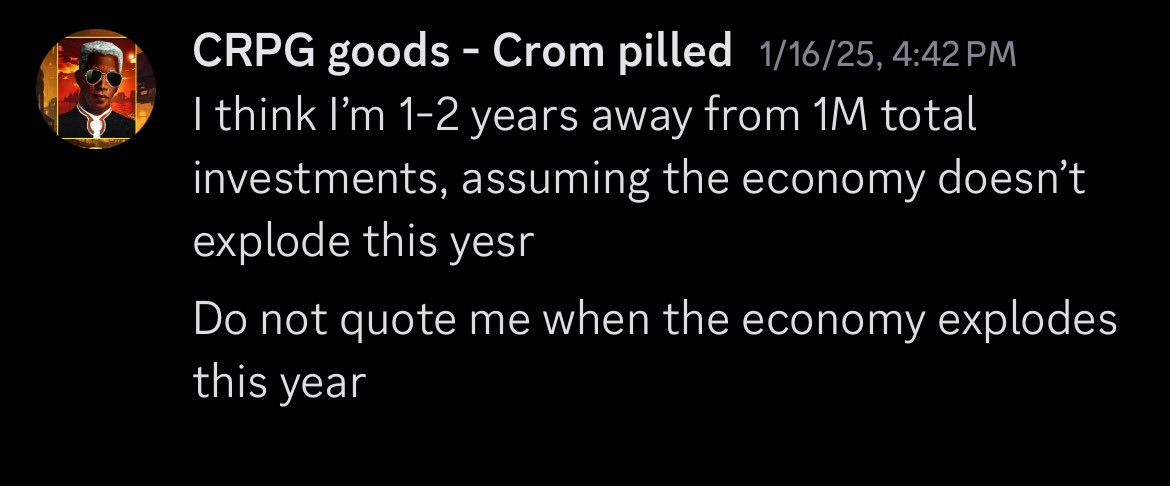 CRPG goods - Crom pilled 1/16/25, 4:42 PM
I think I'm 1-2 years away from 1M total
investments, assuming the economy doesn't
explode this yesr
Do not quote me when the economy explodes
this year